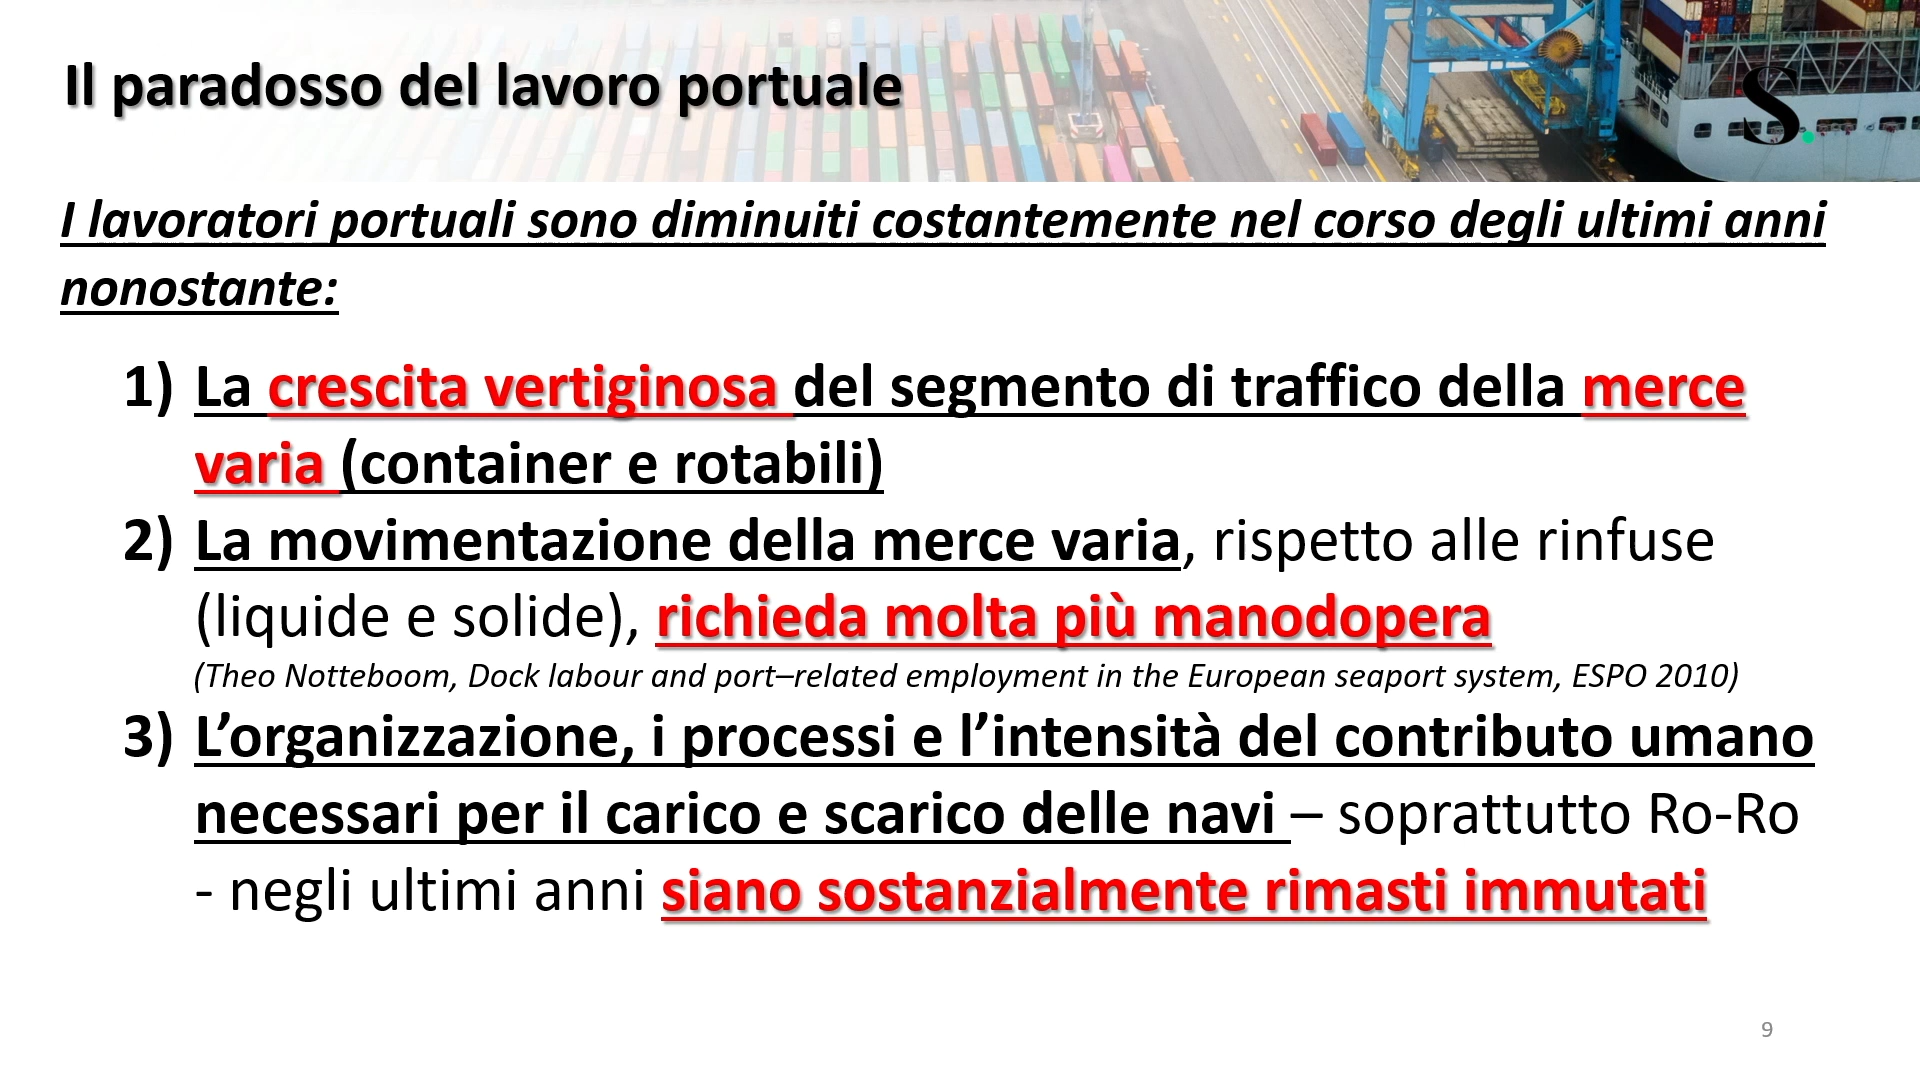 Il paradosso del lavoro portuale
S.
I lavoratori portuali sono diminuiti costantemente nel corso degli ultimi anni
nonostante:
1) La crescita vertiginosa del segmento di traffico della merce
varia (container e rotabili)
2) La movimentazione della merce varia, rispetto alle rinfuse
(liquide e solide), richieda molta più manodopera
(Theo Notteboom, Dock labour and port–related employment in the European seaport system, ESPO 2010)
3) L’organizzazione, i processi e l’intensità del contributo umano
necessari per il carico e scarico delle navi – soprattutto Ro-Ro
- negli ultimi anni siano sostanzialmente rimasti immutati
9